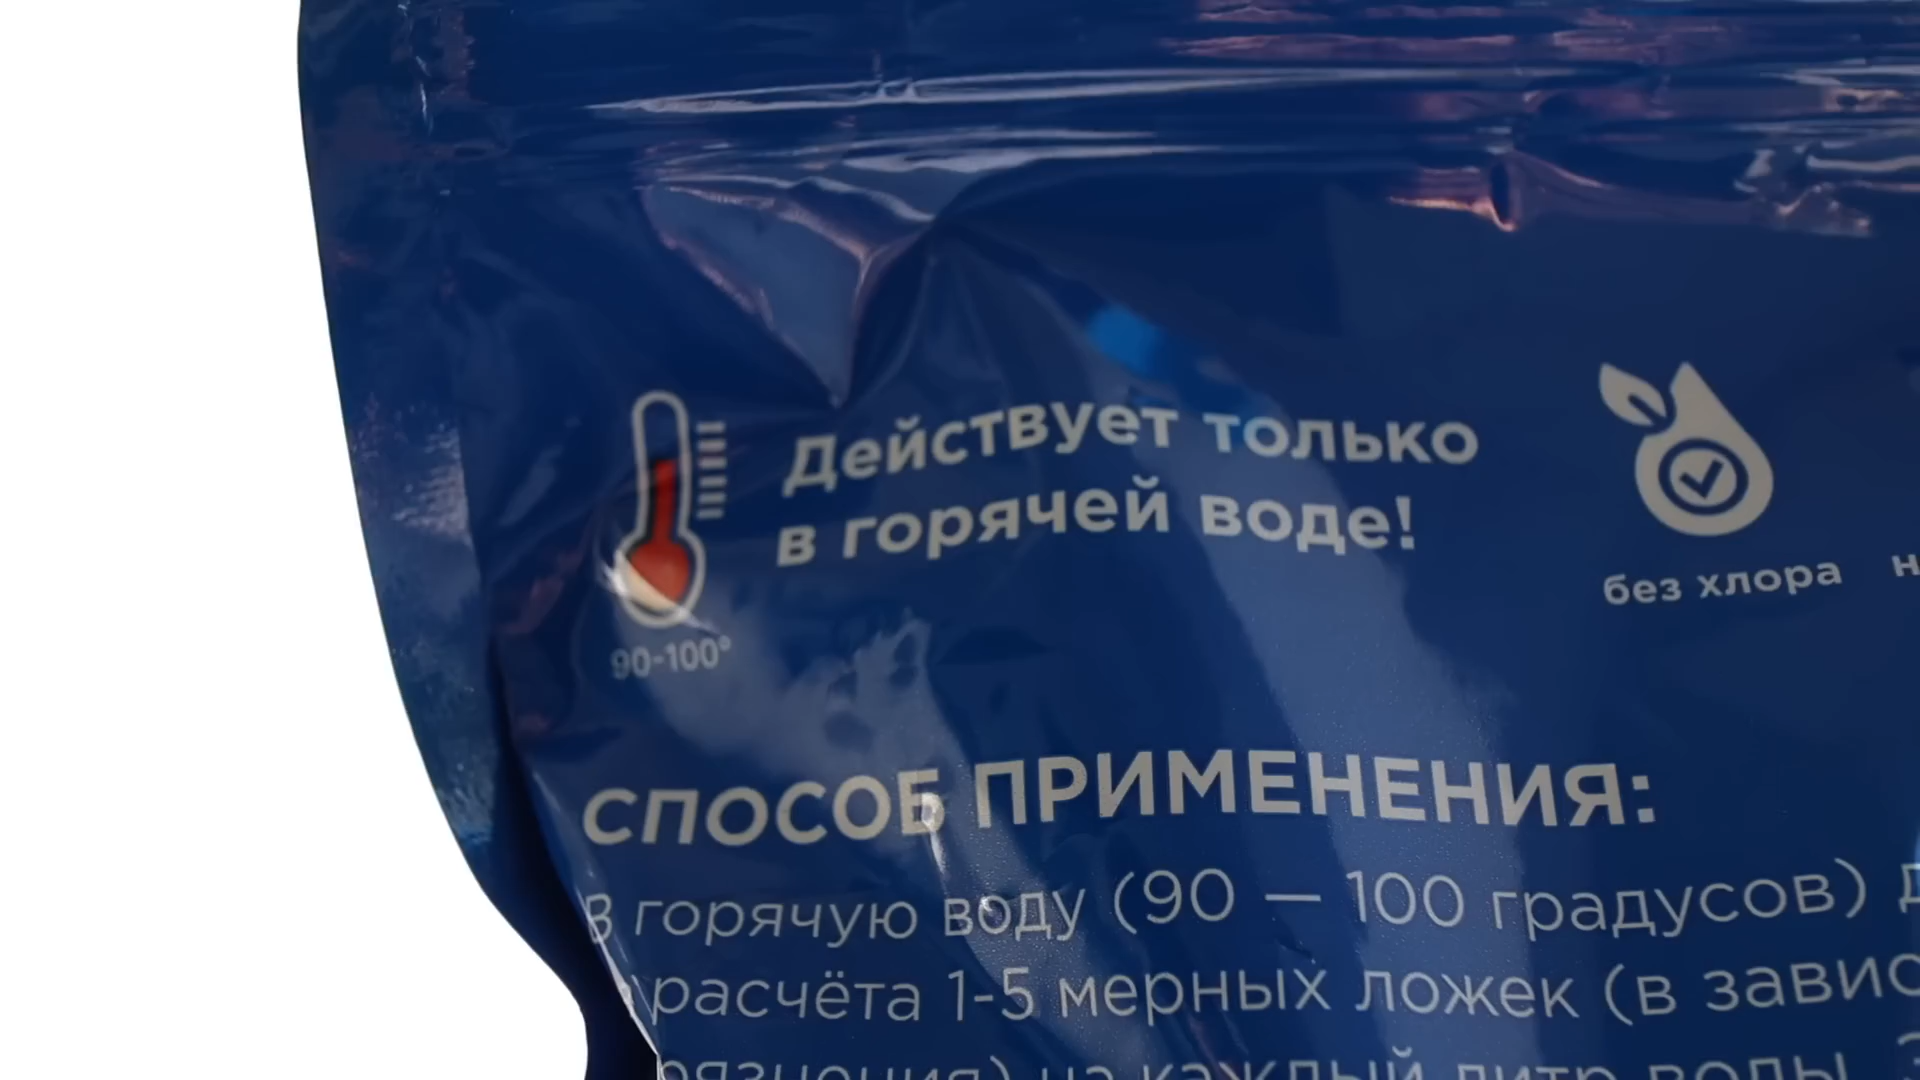 Действует только
в горячей воде!
90-100°
без хлора
СПОСОБ ПРИМЕНЕНИЯ:
В горячую воду (90 — 100 градусов)
расчёта 1-5 мерных ложек (в
на каждый литр воды.